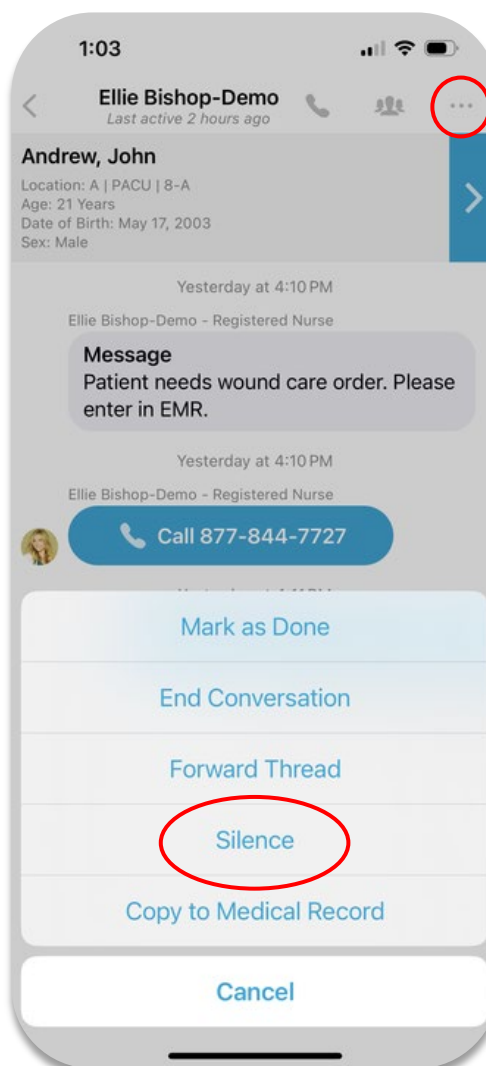 1:03
Ellie Bishop-Demo
Last active 2 hours ago
Andrew, John
Location: A | PACU | 8-A
Age: 21 Years
Date of Birth: May 17, 2003
Sex: Male
Yesterday at 4:10 PM
Ellie Bishop-Demo - Registered Nurse
Message
Patient needs wound care order. Please
enter in EMR.
Yesterday at 4:10 PM
Ellie Bishop-Demo - Registered Nurse
Call 877-844-7727
Mark as Done
End Conversation
Forward Thread
Silence
Copy to Medical Record
Cancel